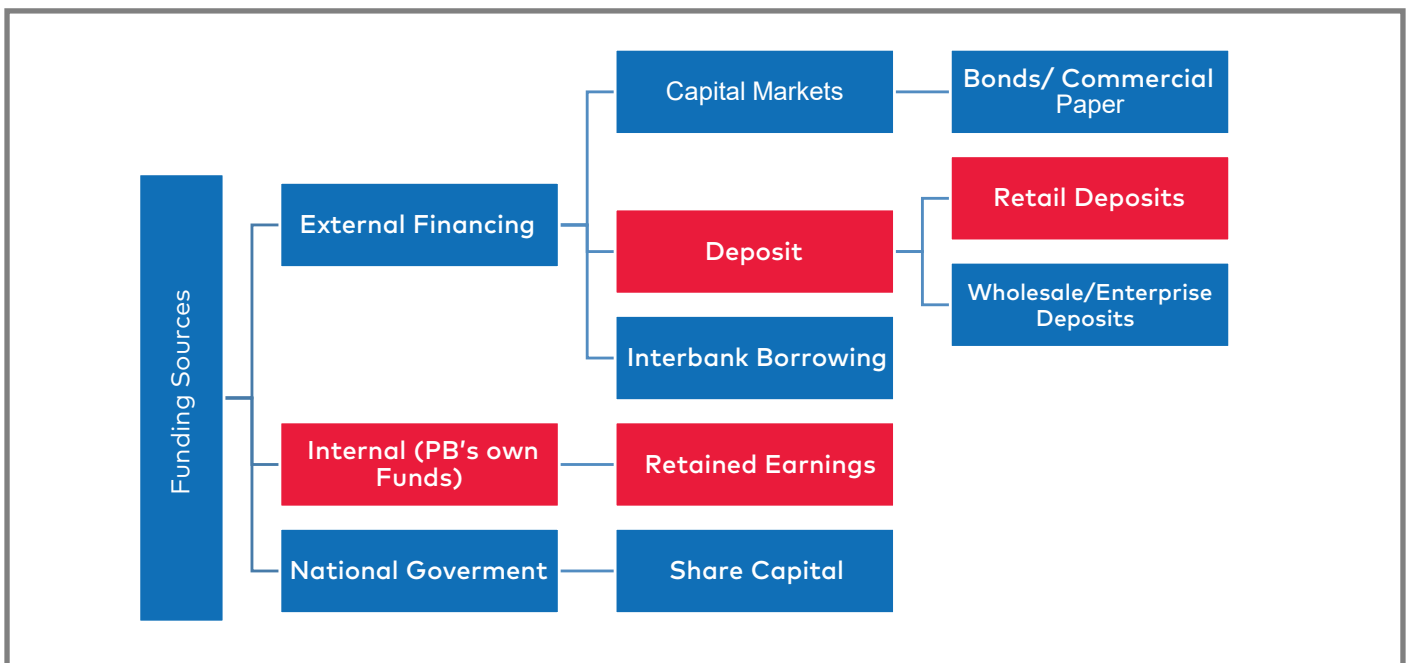 Funding Sources
External Financing
Capital Markets
Bonds/ Commercial
Paper
Deposit
Retail Deposits
Wholesale/Enterprise
Deposits
Interbank Borrowing
Internal (PB's own
Funds)
Retained Earnings
National Goverment
Share Capital